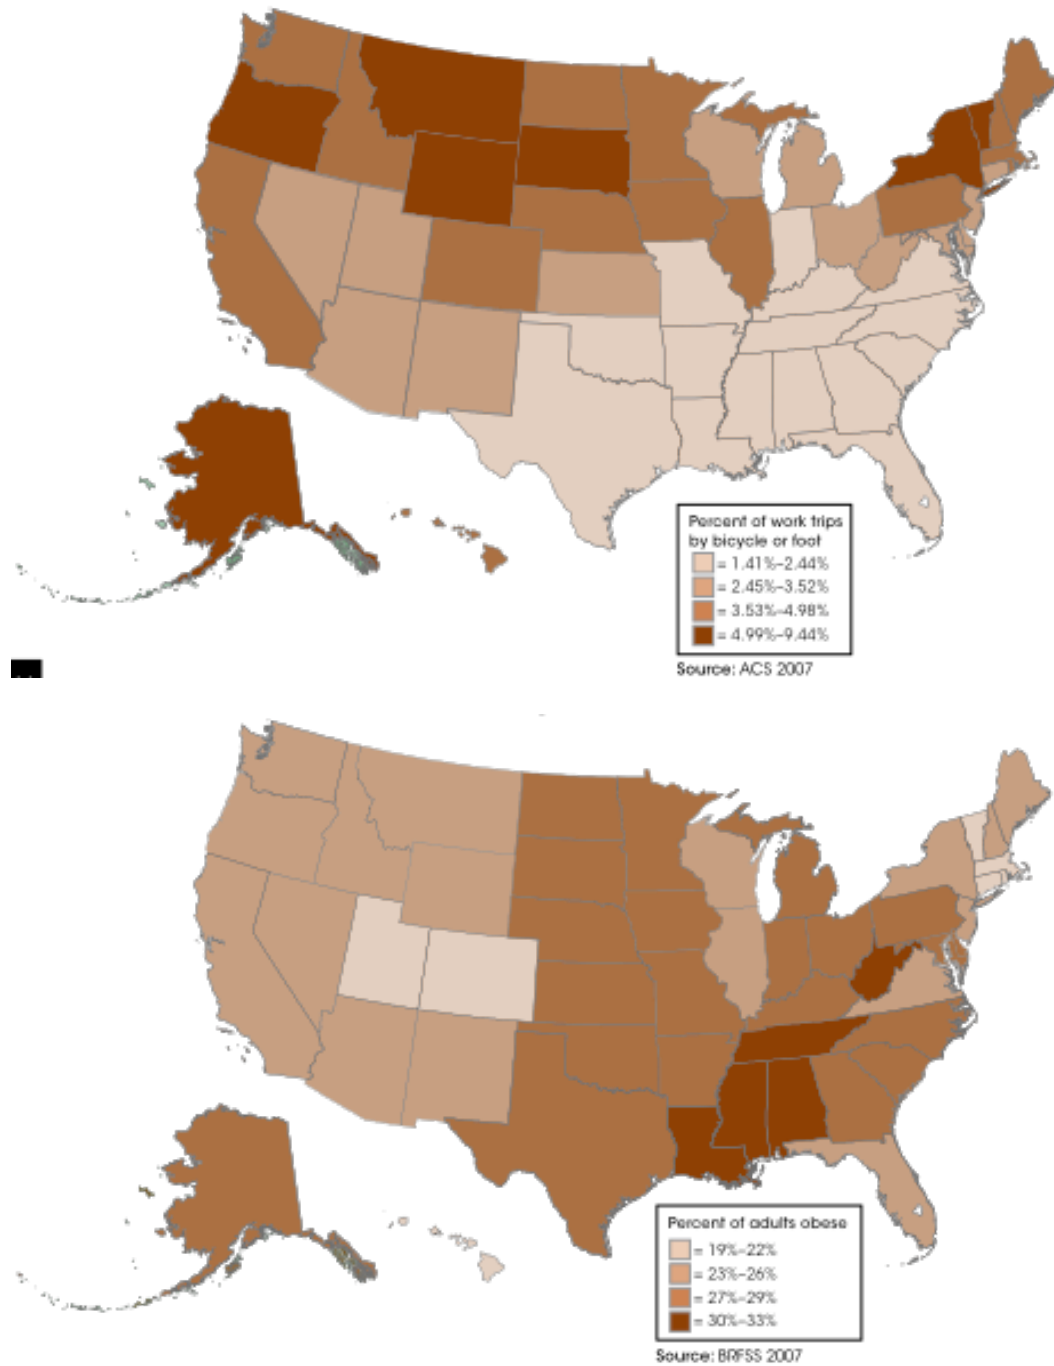 Percent of work trips
by bicycle or foot
= 1.41%–2.44%
= 2.45%–3.52%
= 3.53%–4.98%
= 4.99%–9.44%
Source: ACS 2007
Percent of adults obese
= 19%–22%
= 23%–26%
= 27%–29%
= 30%–33%
Source: BRFSS 2007